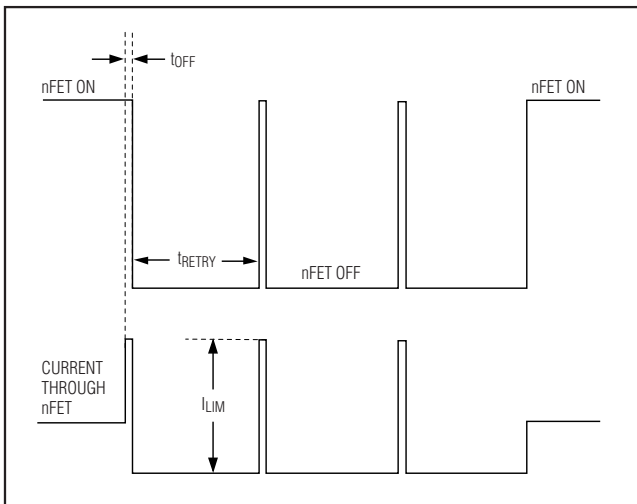 tOFF
nFET ON
nFET ON
tRETRY
nFET OFF
CURRENT
THROUGH
nFET
ILIM